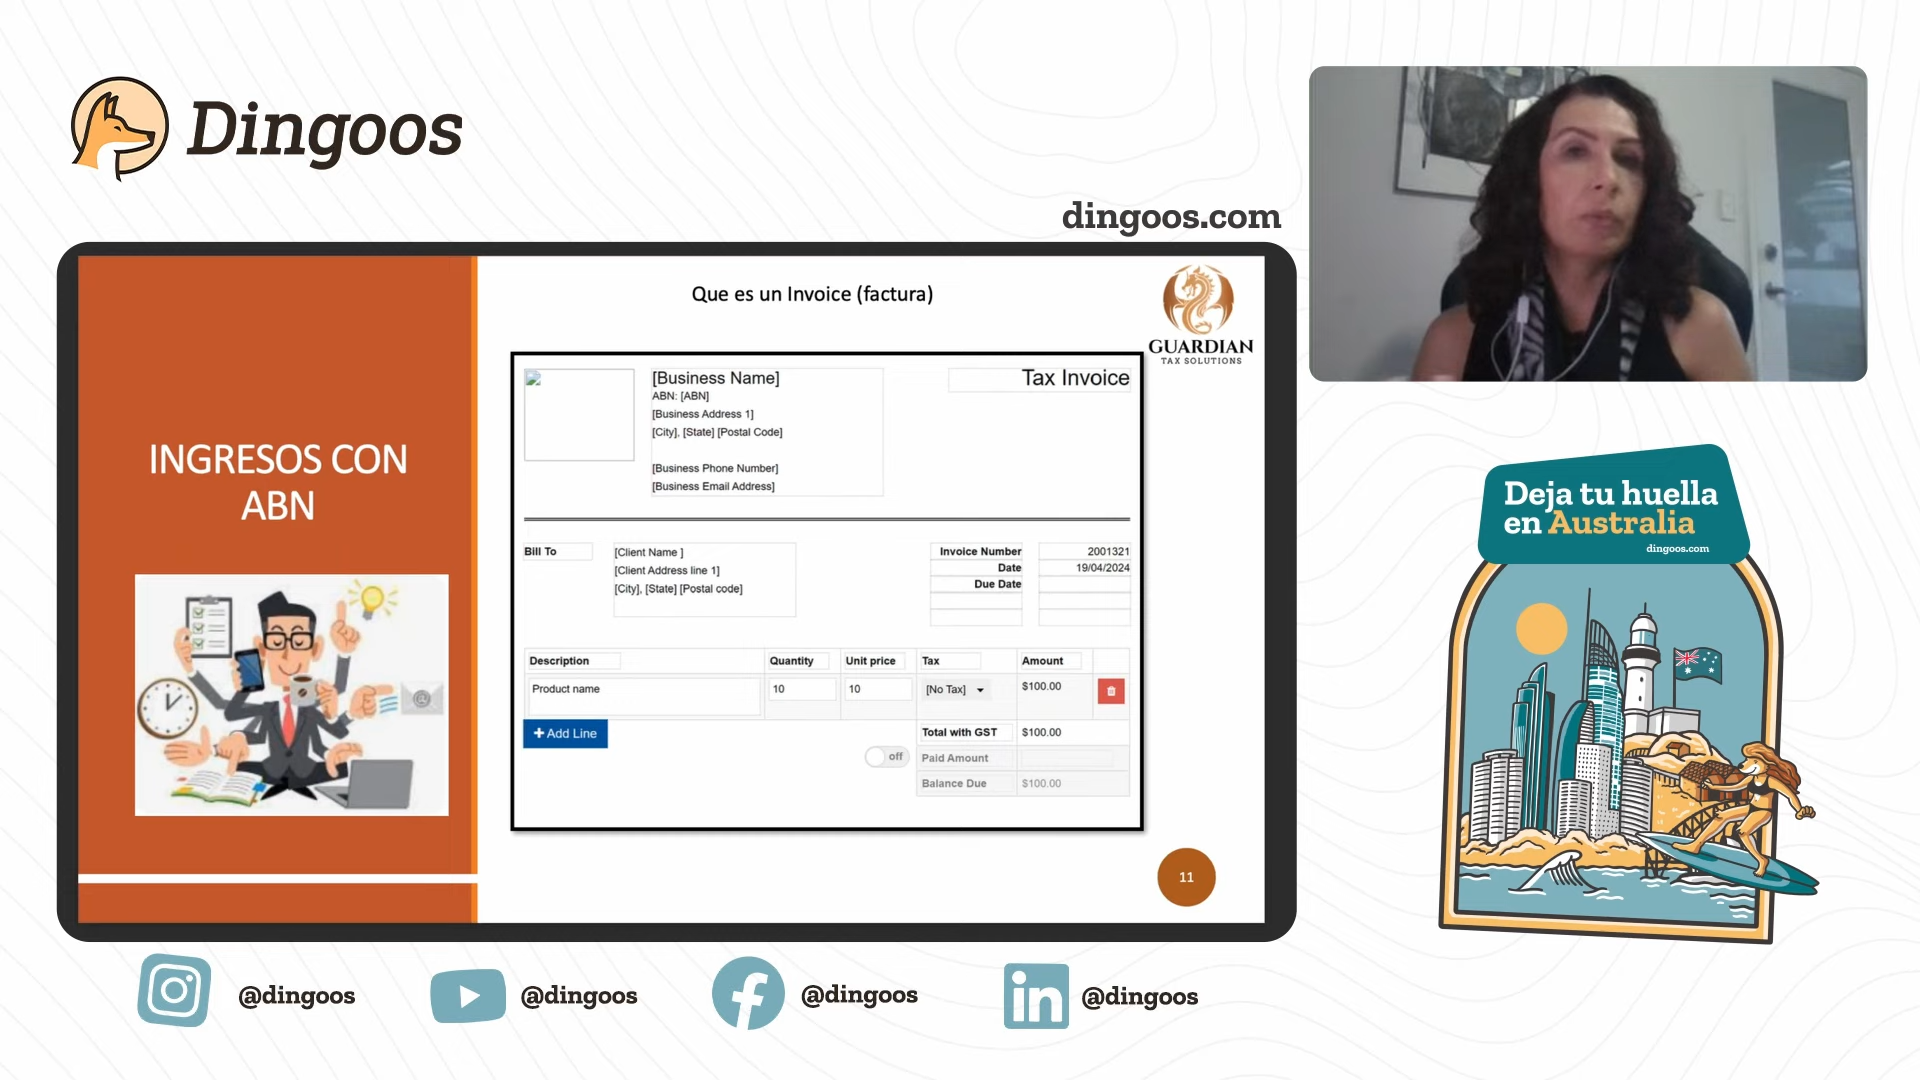 Dingoos
dingoos.com
Que es un Invoice (factura)
GUARDIAN
TAX SOLUTIONS
INGRESOS CON
ABN
[Business Name]
ABN: [ABN]
[Business Address 1]
[City], [State] [Postal Code]
[Business Phone Number]
[Business Email Address]
Tax Invoice
Bill To
[Client Name ]
[Client Address line 1]
[City], [State] [Postal code]
Invoice Number 2001321
Date 19/04/2024
Due Date
Description Quantity Unit price Tax Amount
Product name 10 10 [No Tax] $100.00
+ Add Line
Total with GST $100.00
off
Paid Amount
Balance Due $100.00
11
Deja tu huella
en Australia
dingoos.com
@dingoos
@dingoos
@dingoos
@dingoos